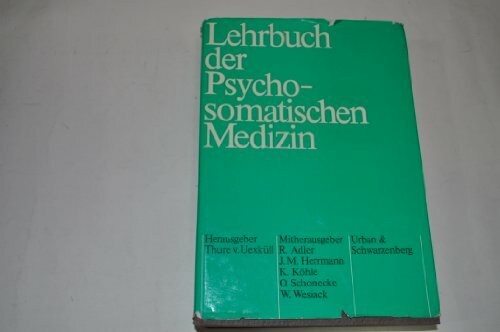 Lehrbuch
der
Psycho-
somatischen
Medizin
Herausgeber
Thure v. Uexküll
Mitherausgeber
R. Adler
J. M. Herrmann
K. Köhle
O. Schonecke
W. Wesiack
Urban &
Schwarzenberg